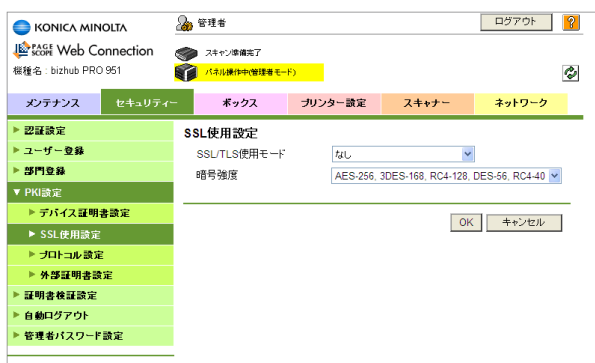 KONICA MINOLTA
管理者
ログアウト
?
PAGE SCOPE Web Connection
スキャン準備完了
機種名 : bizhub PRO 951
パネル操作中(管理者モード)
メンテナンス
セキュリティー
ボックス
プリンター設定
スキャナー
ネットワーク
認証設定
ユーザー登録
部門登録
PKI設定
デバイス証明書設定
SSL使用設定
プロトコル設定
外部証明書設定
証明書検証設定
自動ログアウト
管理者パスワード設定
SSL使用設定
SSL/TLS使用モード
なし
暗号強度
AES-256, 3DES-168, RC4-128, DES-56, RC4-40
OK
キャンセル